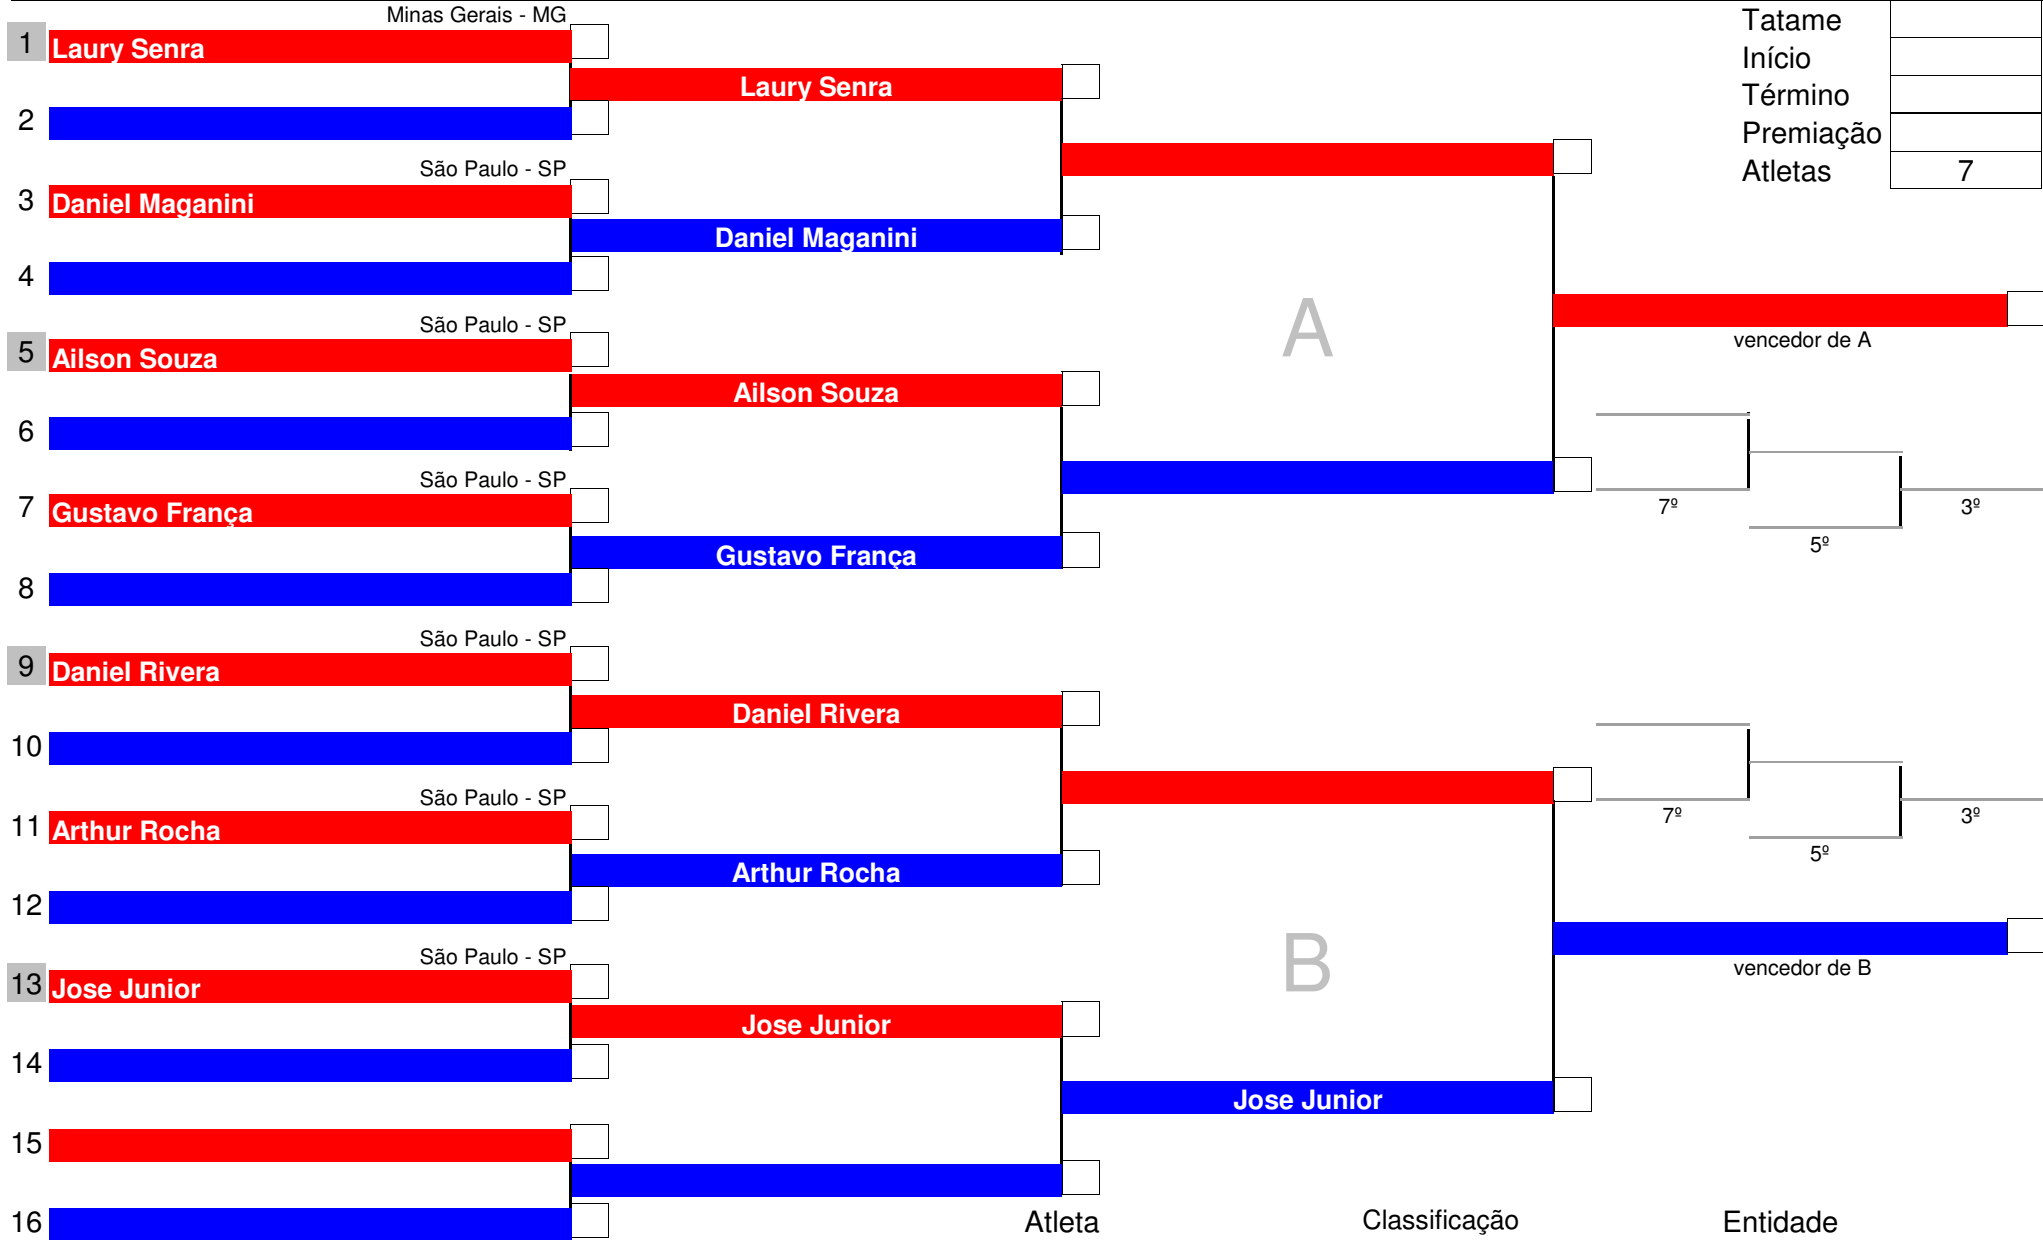 Minas Gerais - MG
Tatame
1 Laury Senra
Início
Laury Senra
Término
2
Premiação
São Paulo - SP
Atletas 7
3 Daniel Maganini
Daniel Maganini
4
São Paulo - SP
A
vencedor de A
5 Ailson Souza
Ailson Souza
6
São Paulo - SP
7 Gustavo França
7º 3º
5º
Gustavo França
8
São Paulo - SP
9 Daniel Rivera
Daniel Rivera
10
São Paulo - SP
7º 3º
11 Arthur Rocha
5º
Arthur Rocha
12
São Paulo - SP
B
vencedor de B
13 Jose Junior
Jose Junior
14
Jose Junior
15
16
Atleta Classificação Entidade